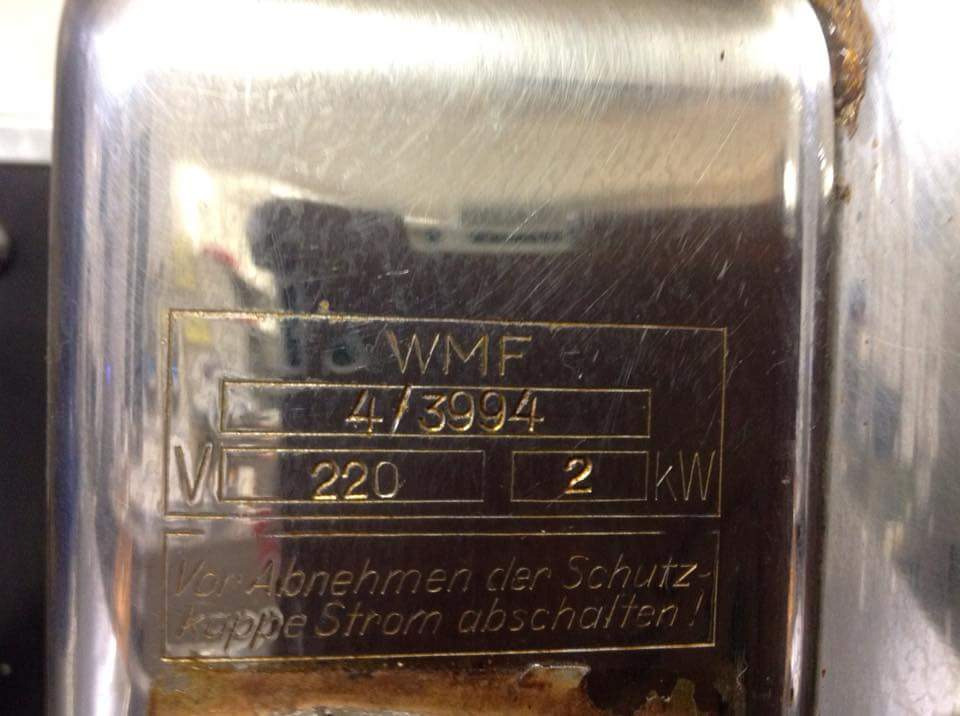 WMF
4/3994
V 220 2 kW
Vor Abnehmen der Schutz-
kappe Strom abschalten!